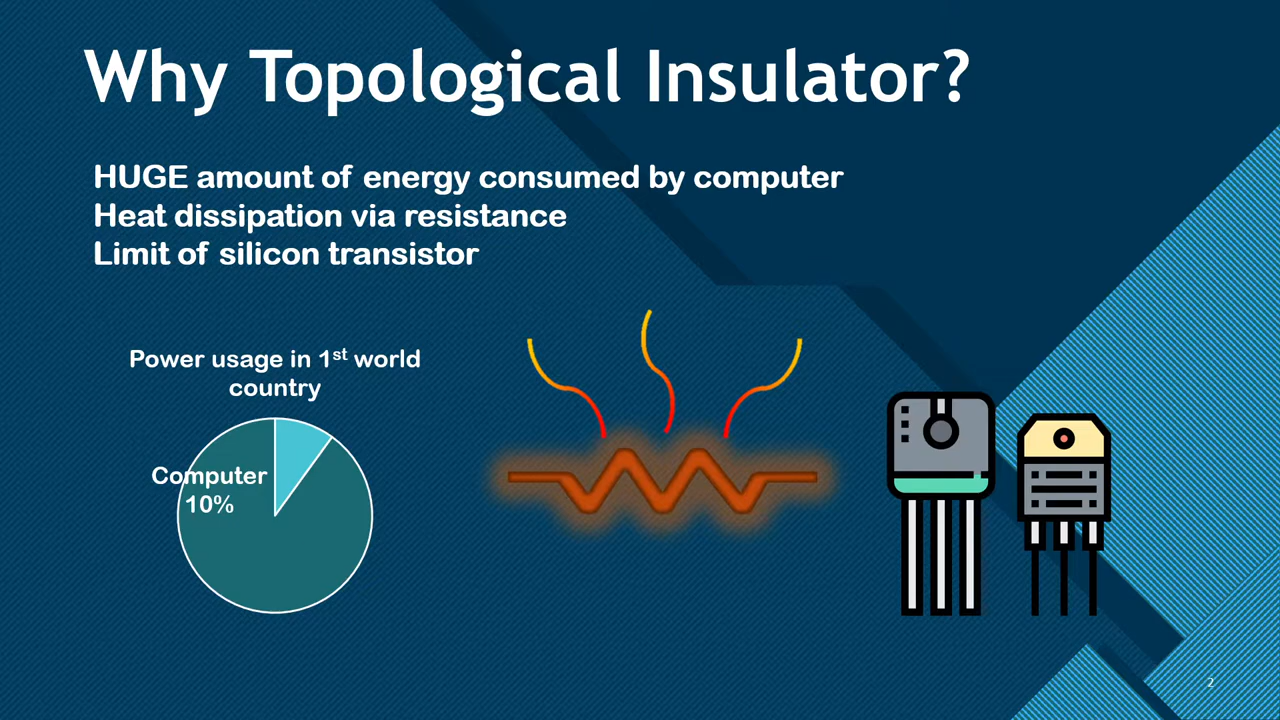 Why Topological Insulator?
HUGE amount of energy consumed by computer
Heat dissipation via resistance
Limit of silicon transistor
Power usage in 1st world
country
Computer
10%
2